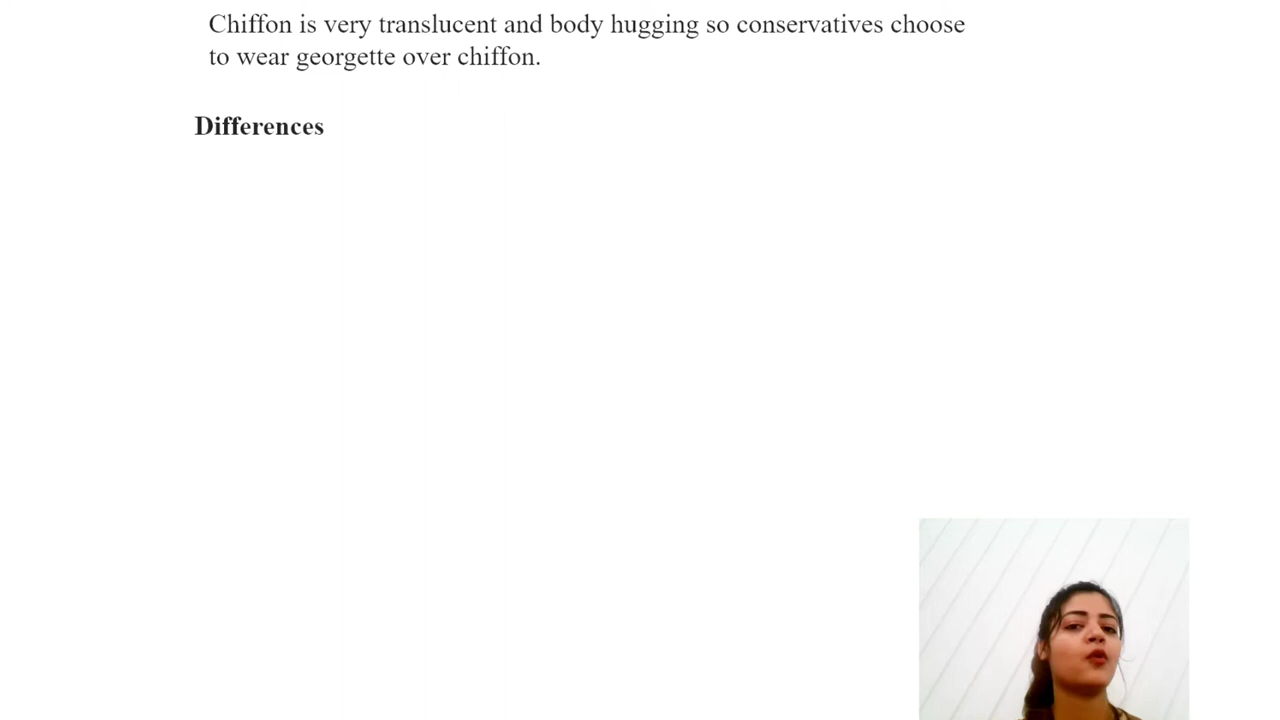 Chiffon is very translucent and body hugging so conservatives choose
to wear georgette over chiffon.
Differences